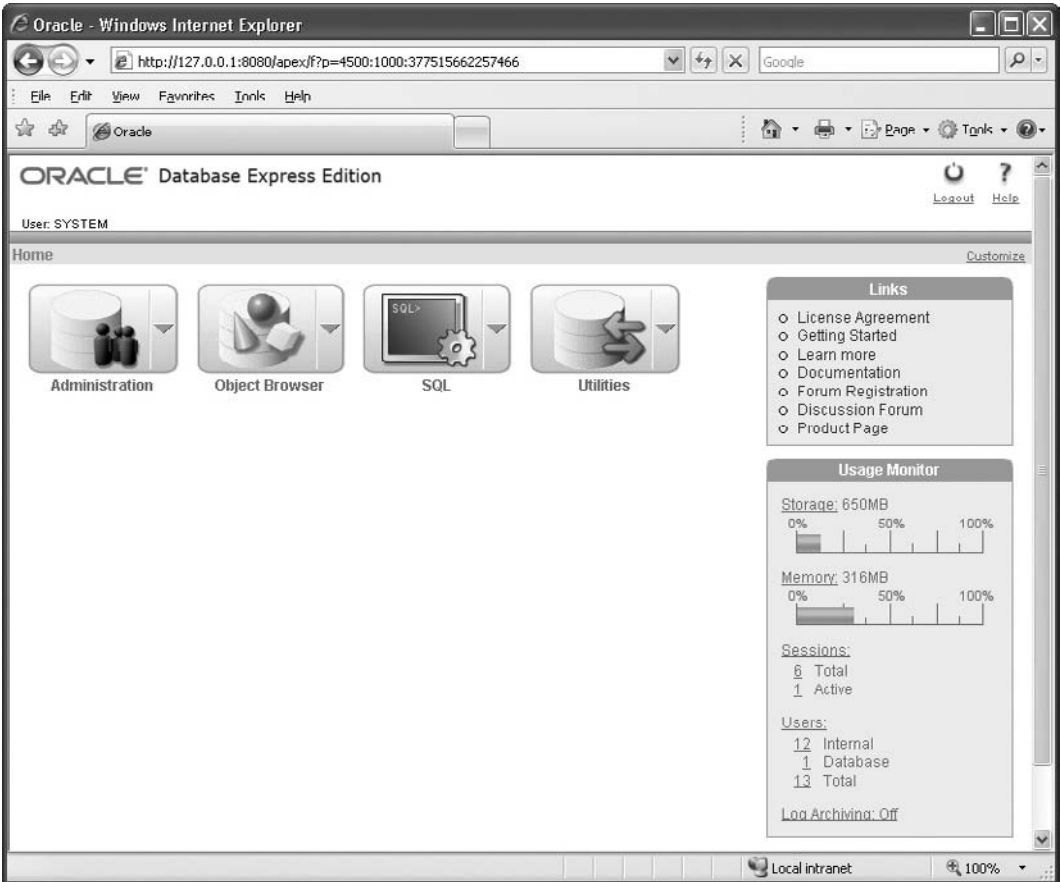 Oracle - Windows Internet Explorer
http://127.0.0.1:8080/apex/f?p=4500:1000:377515662257466
Google
File Edit View Favorites Tools Help
Oracle
Page Tools
ORACLE® Database Express Edition
Logout Help
User: SYSTEM
Home
Customize
SQL>
Administration Object Browser SQL Utilities
Links
License Agreement
Getting Started
Learn more
Documentation
Forum Registration
Discussion Forum
Product Page
Usage Monitor
Storage: 650MB
0% 50% 100%
Memory: 316MB
0% 50% 100%
Sessions:
6 Total
1 Active
Users:
12 Internal
1 Database
13 Total
Log Archiving: Off
Local intranet
100%